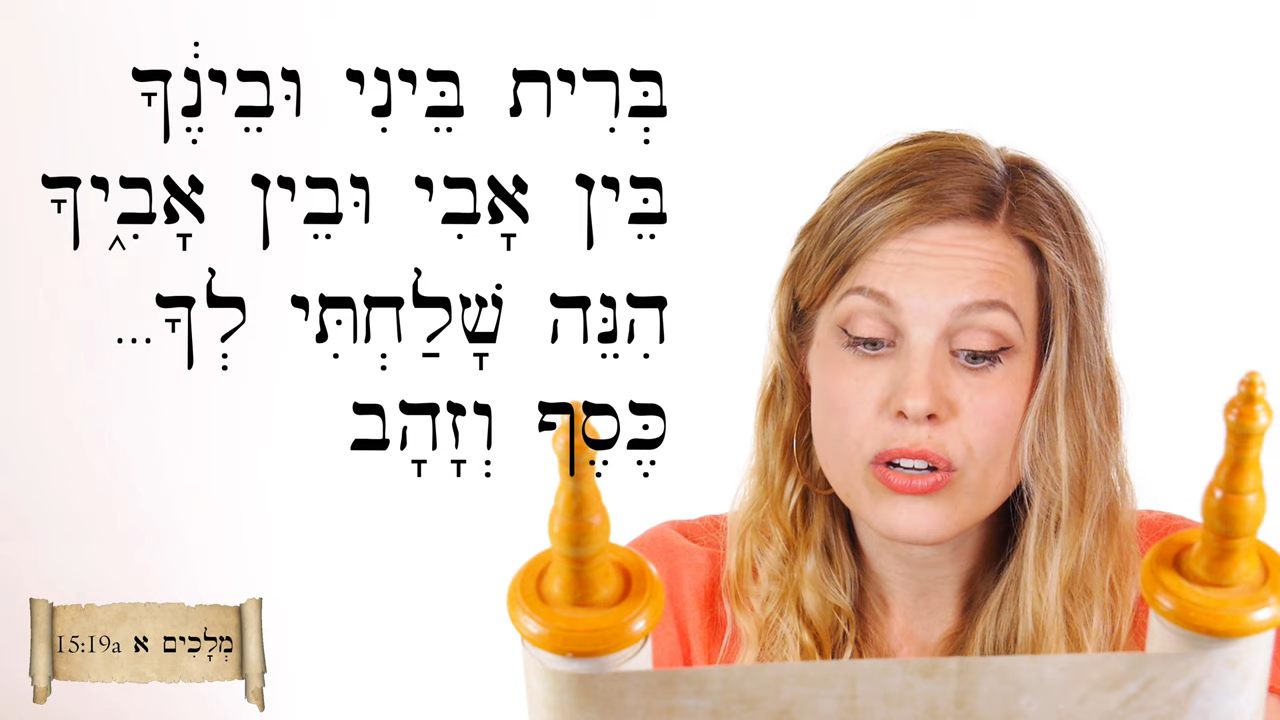 בְּרִית בֵּינִי וּבֵינֶ֔ךָ
בֵּין אָבִי וּבֵין אָבִ֑יךָ
הִנֵּה שָׁלַחְתִּי לְךָ...
כֶּסֶף וְזָהָב
מְלָכִים א 15:19a